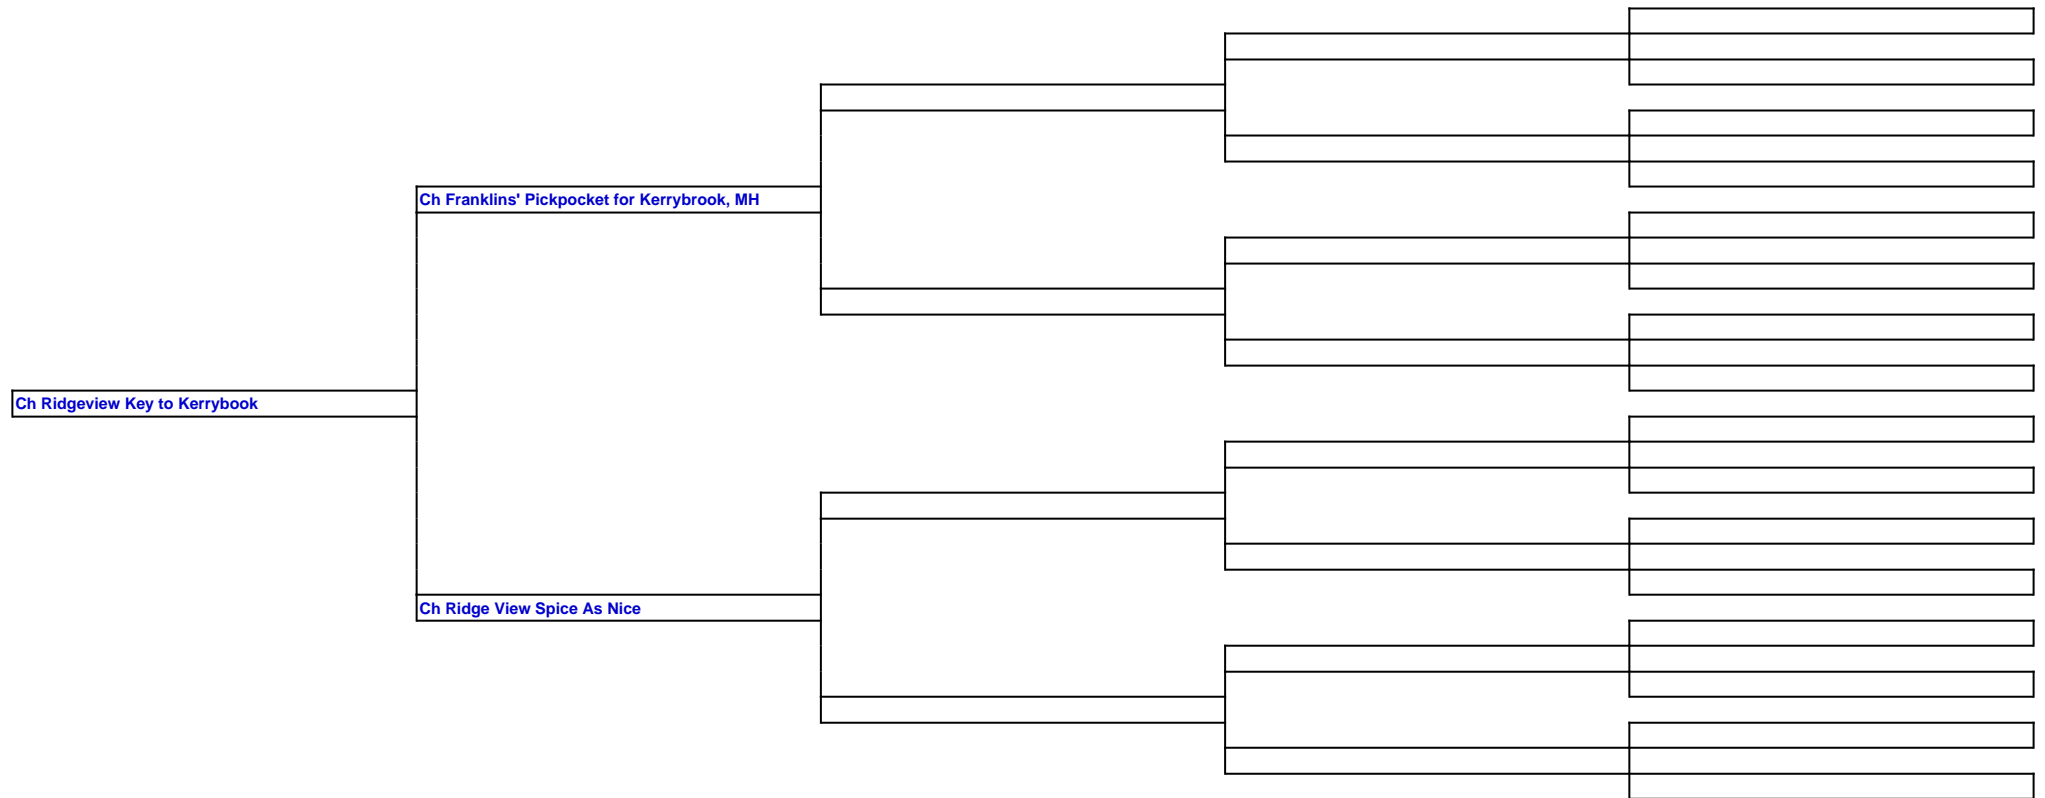 Ch Franklins' Pickpocket for Kerrybrook, MH
Ch Ridgeview Key to Kerrybook
Ch Ridge View Spice As Nice